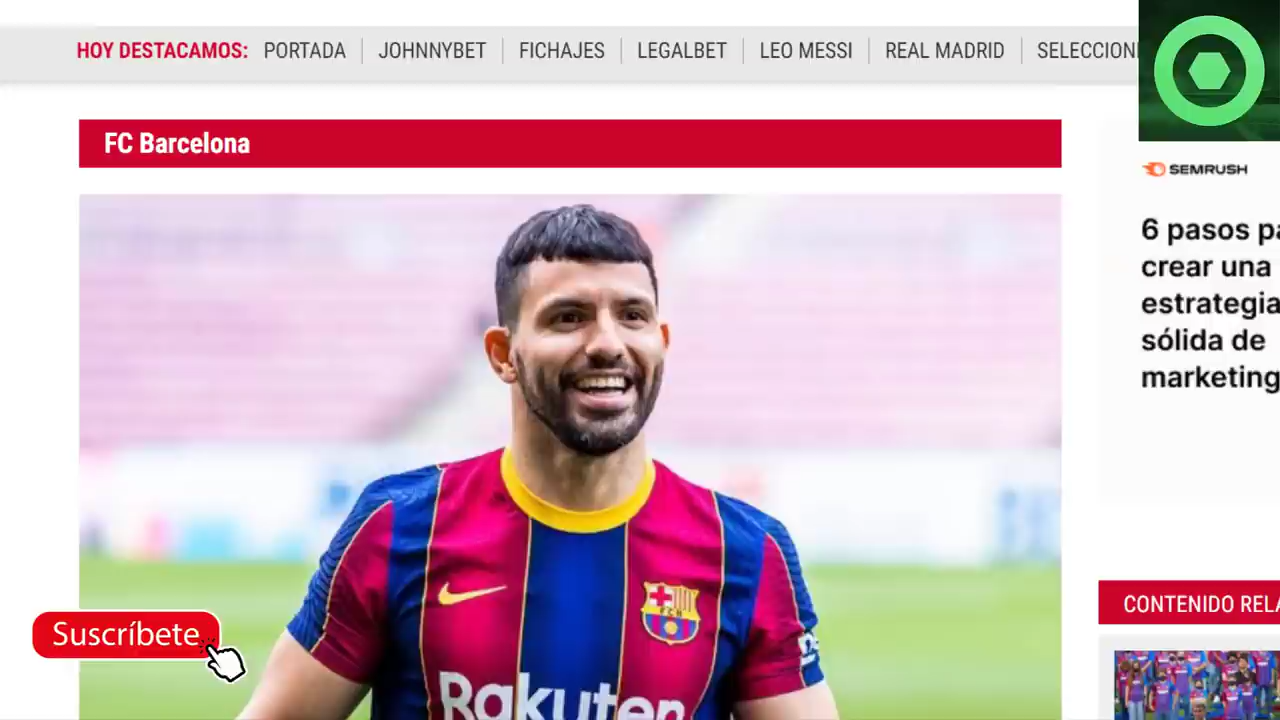 HOY DESTACAMOS: PORTADA JOHNNYBET FICHAJES LEGALBET LEO MESSI REAL MADRID SELECCION
FC Barcelona
SEMRUSH
6 pasos pa
crear una
estrategia
sólida de
marketing
Rakuten
FCB
CONTENIDO RELA
Suscríbete